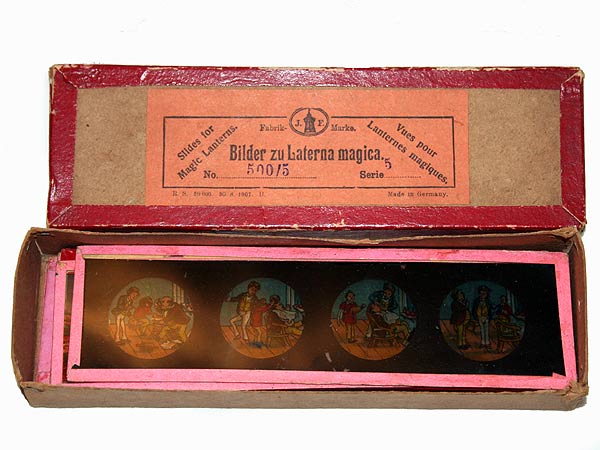 Slides for
Magic Lanterns.
Fabrik- J. F. Marke.
Vues pour
Lanternes magiques.
Bilder zu Laterna magica.
No. 500/5 Serie 5
R. S. 1907. D. Made in Germany.